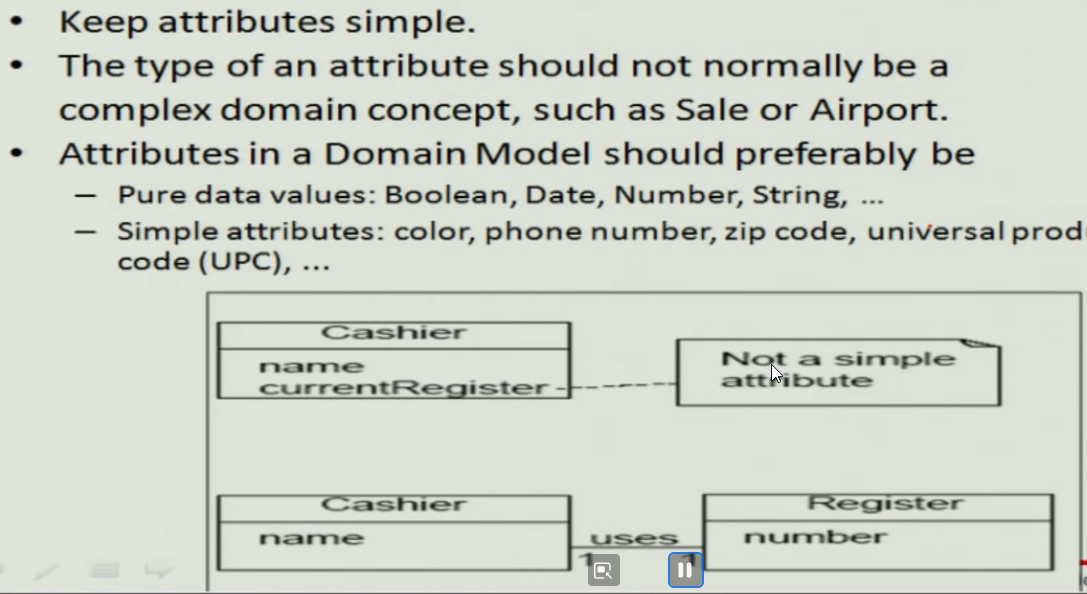 • Keep attributes simple.
• The type of an attribute should not normally be a
complex domain concept, such as Sale or Airport.
• Attributes in a Domain Model should preferably be
– Pure data values: Boolean, Date, Number, String, ...
– Simple attributes: color, phone number, zip code, universal
code (UPC), ...
Cashier
name
currentRegister
Not a simple
attribute
Cashier
name
uses
1
1
Register
number